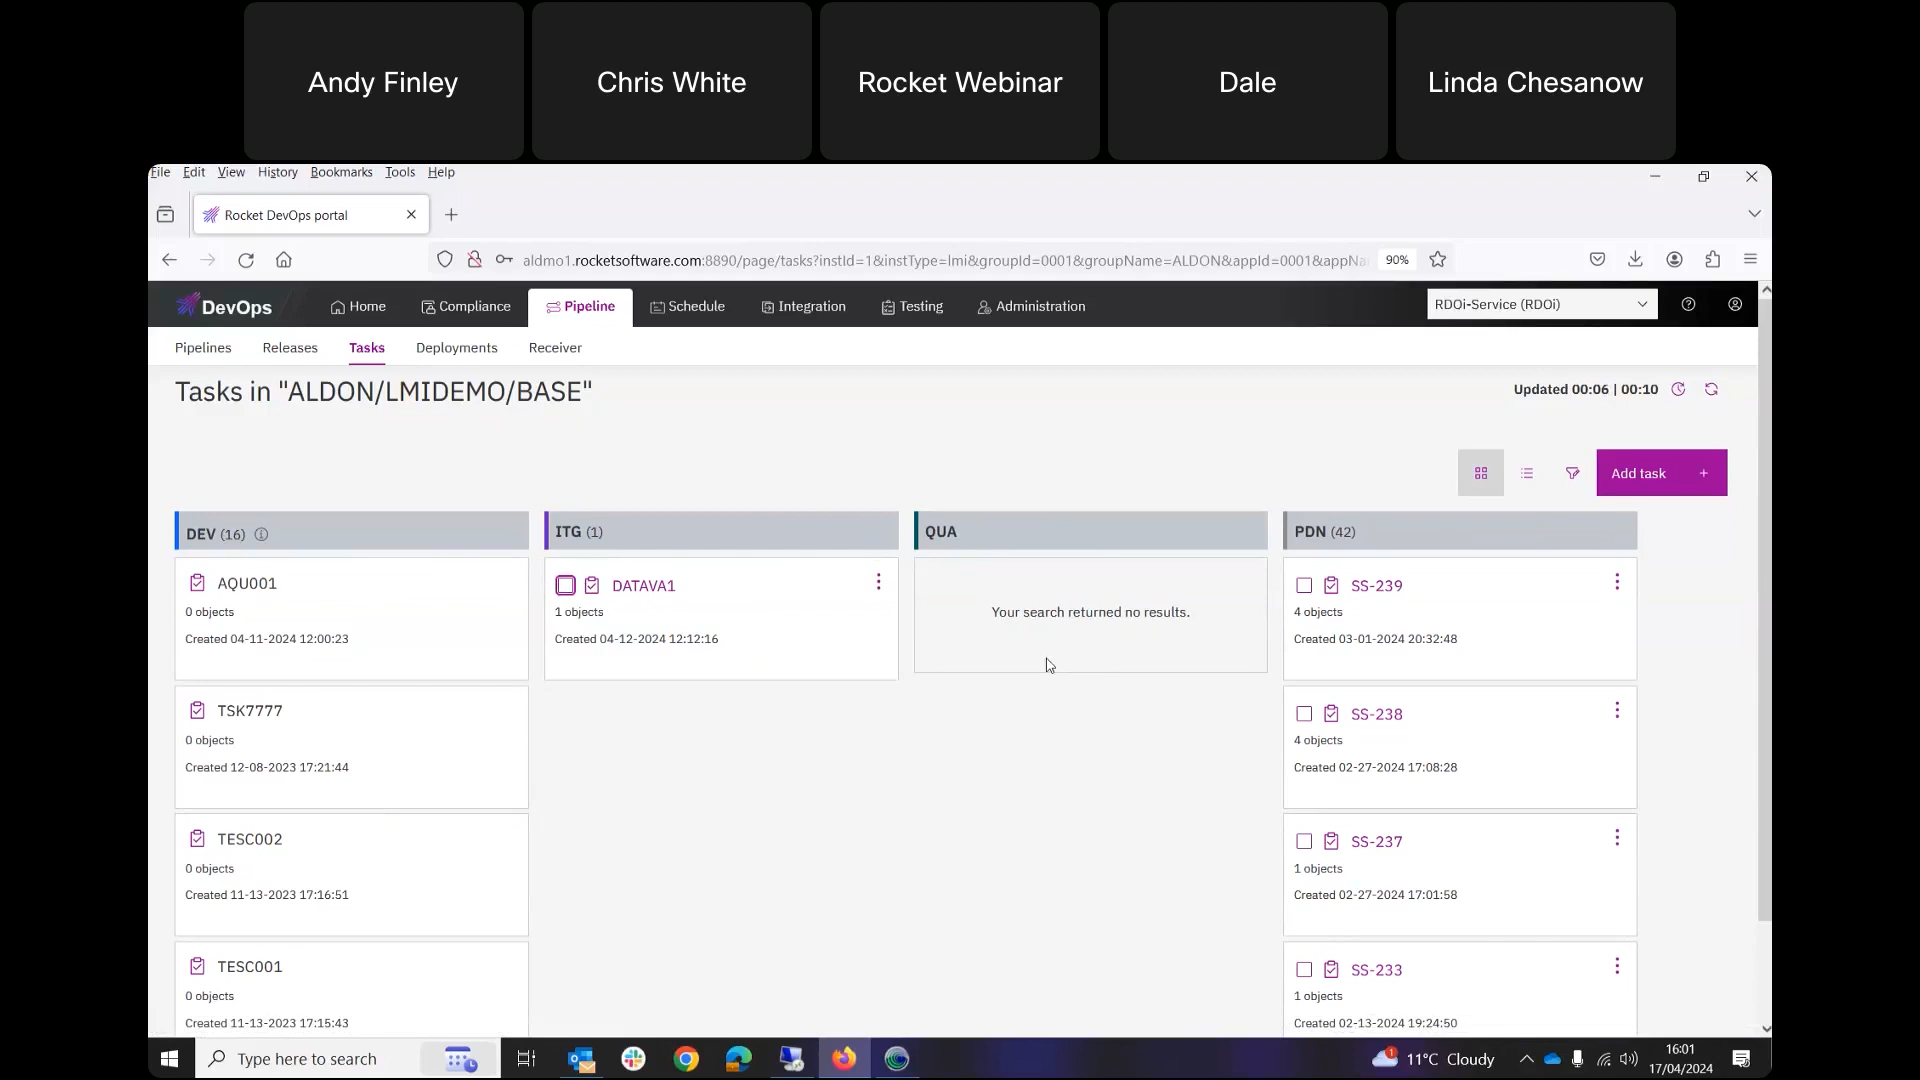 Andy Finley
Chris White
Rocket Webinar
Dale
Linda Chesanow
File Edit View History Bookmarks Tools Help
Rocket DevOps portal
aldmo1.rocketsoftware.com:8890/page/tasks?instId=1&instType=lmi&groupId=0001&groupName=ALDON&appId=0001&appNa
90%
DevOps
Home
Compliance
Pipeline
Schedule
Integration
Testing
Administration
RDOi-Service (RDOi)
Pipelines
Releases
Tasks
Deployments
Receiver
Tasks in "ALDON/LMIDEMO/BASE"
Updated 00:06 | 00:10
Add task +
DEV (16)
AQU001
0 objects
Created 04-11-2024 12:00:23
TSK7777
0 objects
Created 12-08-2023 17:21:44
TESC002
0 objects
Created 11-13-2023 17:16:51
TESC001
0 objects
Created 11-13-2023 17:15:43
ITG (1)
DATAVA1
1 objects
Created 04-12-2024 12:12:16
QUA
Your search returned no results.
PDN (42)
SS-239
4 objects
Created 03-01-2024 20:32:48
SS-238
4 objects
Created 02-27-2024 17:08:28
SS-237
1 objects
Created 02-27-2024 17:01:58
SS-233
1 objects
Created 02-13-2024 19:24:50
Type here to search
1
11°C Cloudy
16:01
17/04/2024